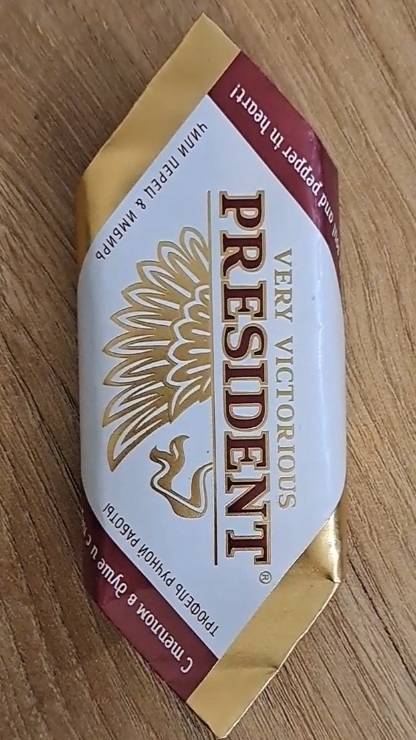 VERY VICTORIOUS
PRESIDENT®
ЧИЛИ ПЕРЕЦ & ИМБИРЬ
ТРЮФЕЛЬ РУЧНОЙ РАБОТЫ
and pepper in heart!
С теплом в душе и с